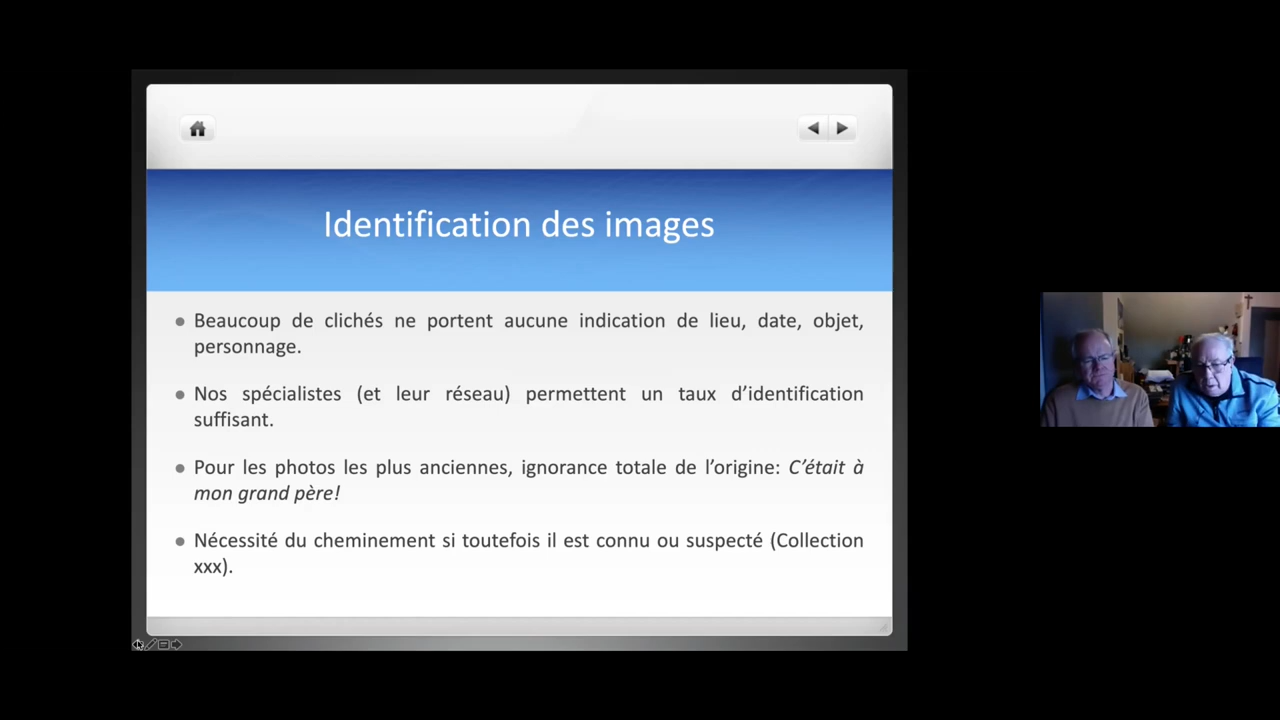 Identification des images
Beaucoup de clichés ne portent aucune indication de lieu, date, objet,
personnage.
Nos spécialistes (et leur réseau) permettent un taux d’identification
suffisant.
Pour les photos les plus anciennes, ignorance totale de l’origine: C’était à
mon grand père!
Nécessité du cheminement si toutefois il est connu ou suspecté (Collection
xxx).